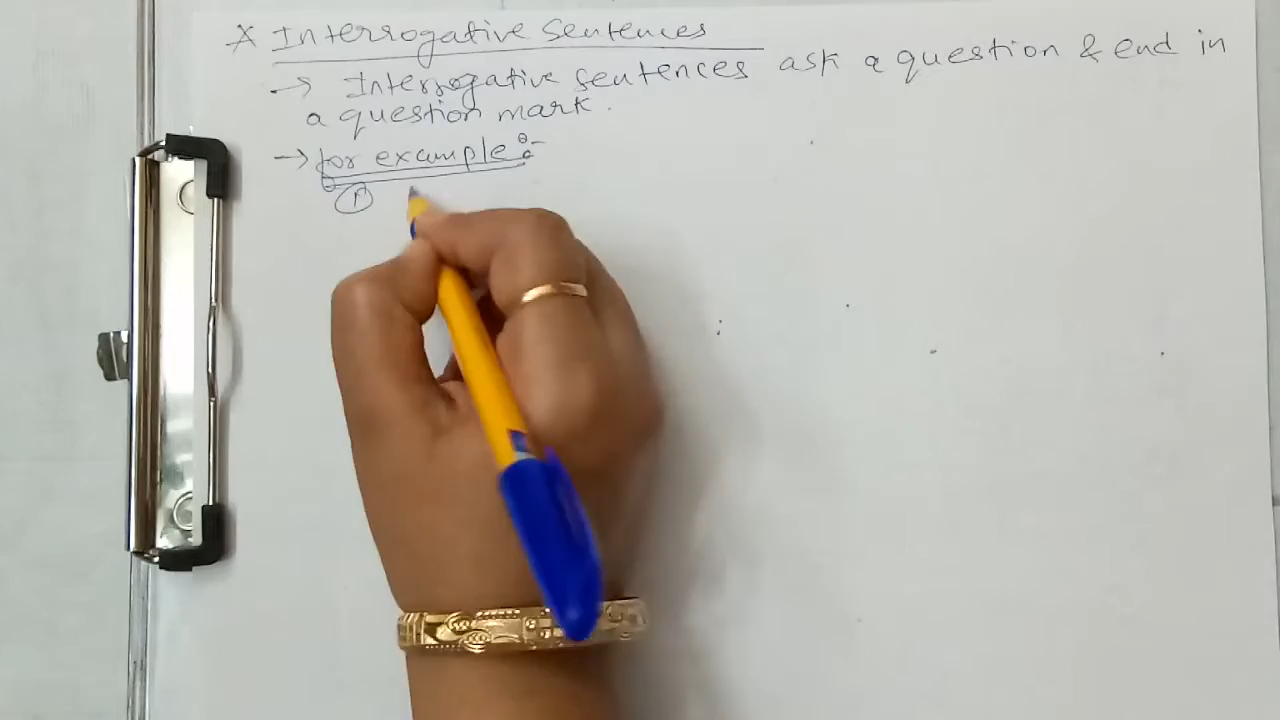 * Interrogative Sentences
→ Interrogative sentences ask a question & end in
a question mark.
→ for example :-
①